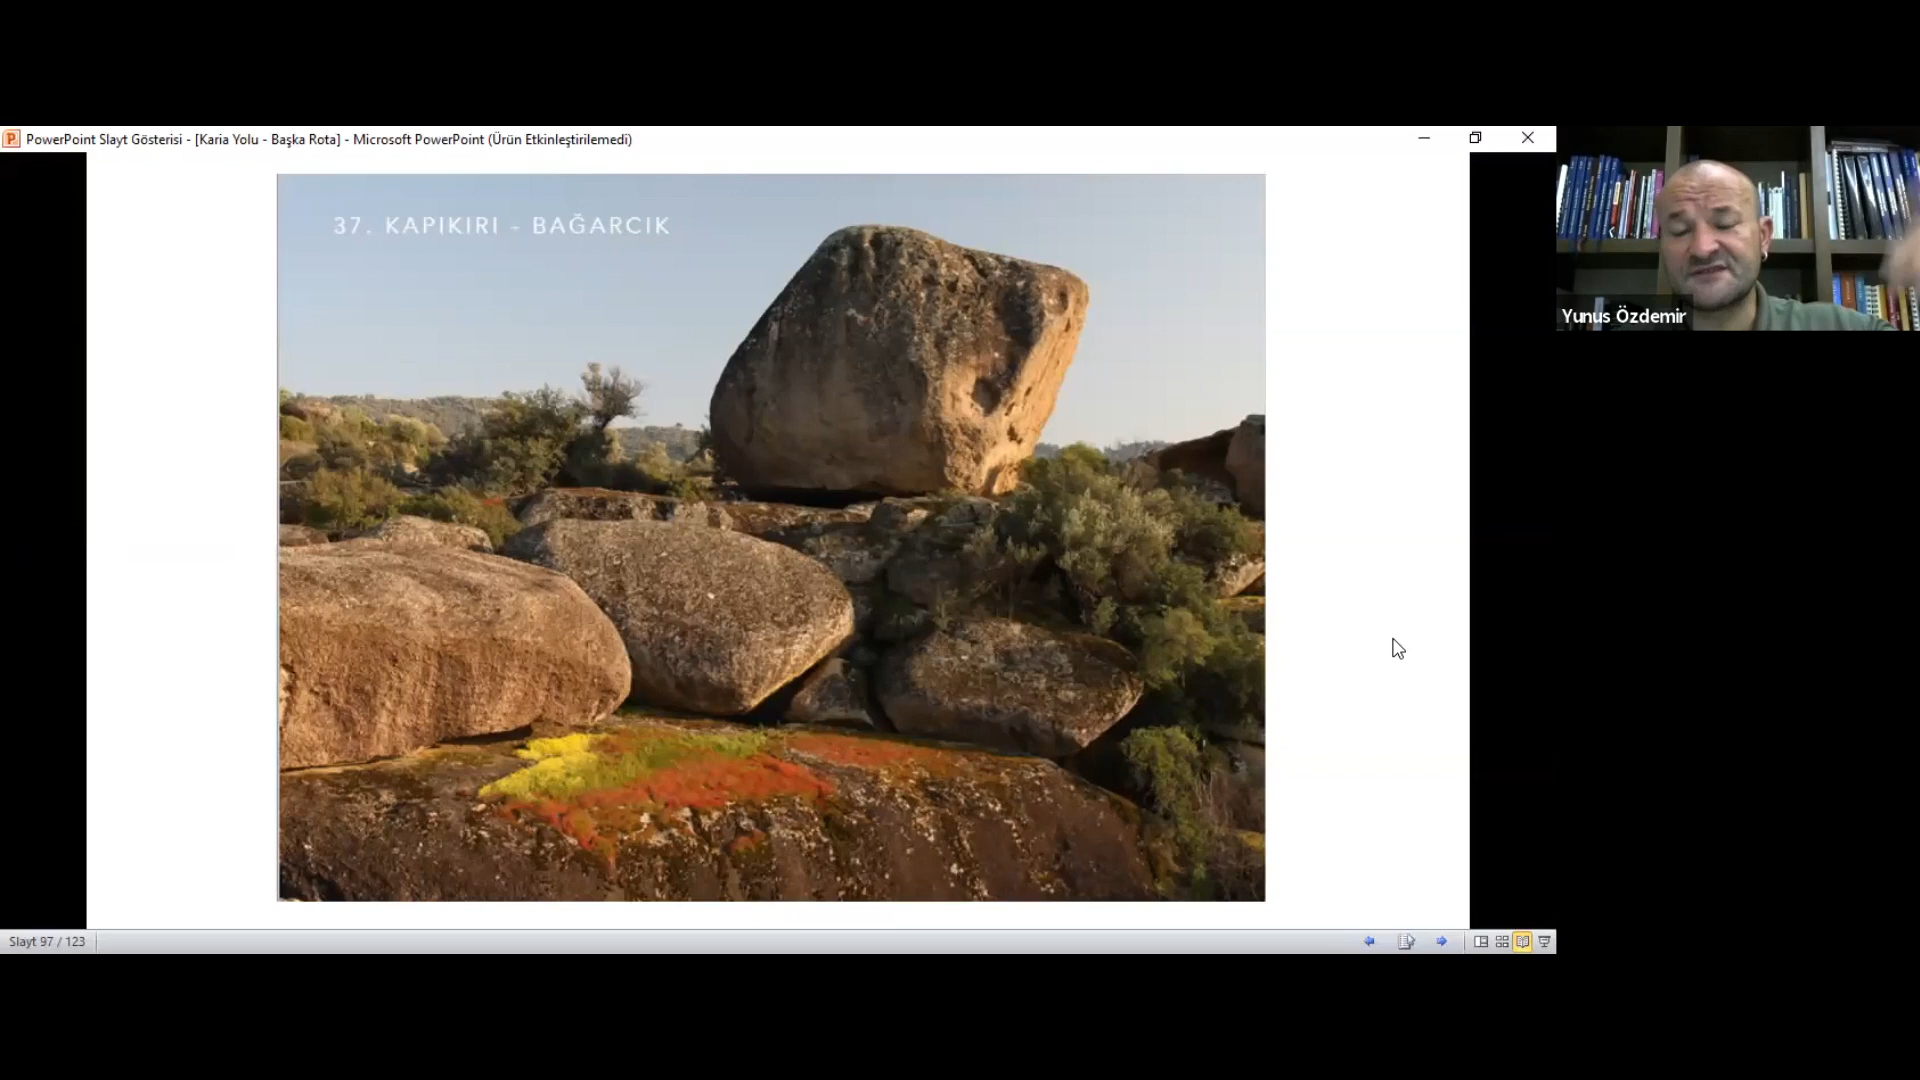 PowerPoint Slayt Gösterisi - [Karia Yolu - Başka Rota] - Microsoft PowerPoint (Ürün Etkinleştirilemedi)
37. KAPIKIRI - BAĞARCIK
Yunus Özdemir
Slayt 97 / 123